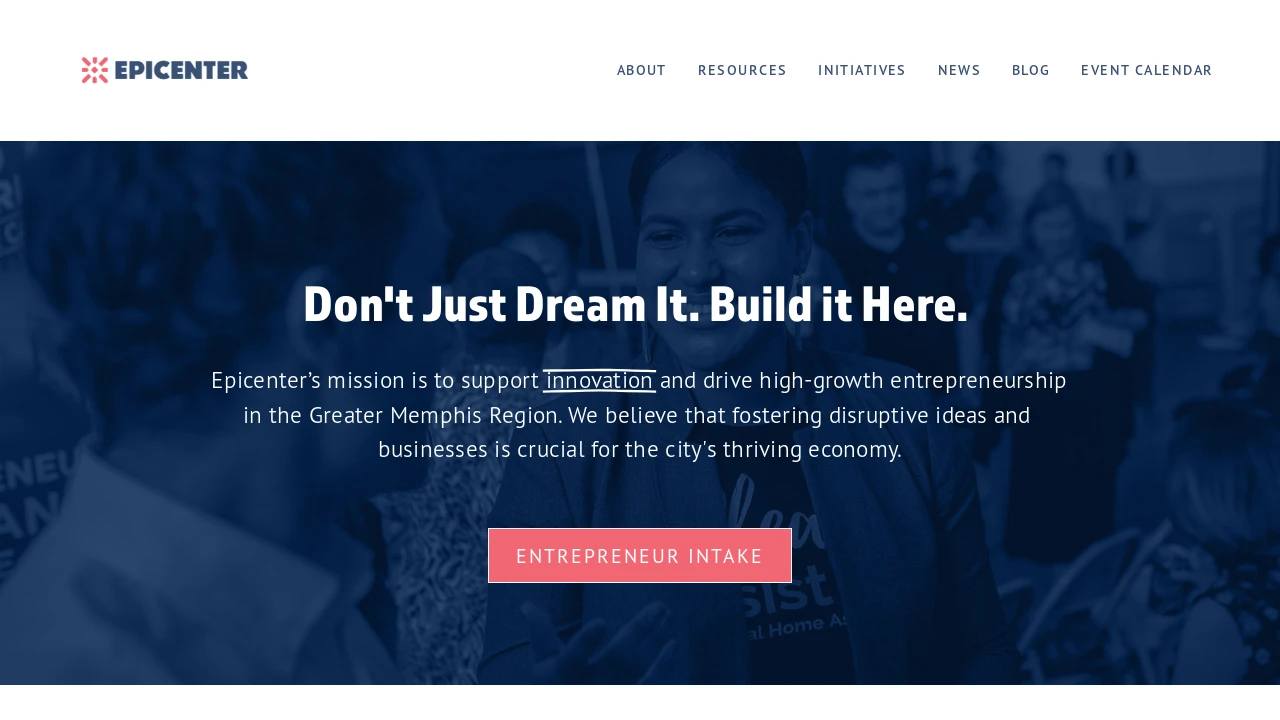 EPICENTER
ABOUT RESOURCES INITIATIVES NEWS BLOG EVENT CALENDAR
Don't Just Dream It. Build it Here.
Epicenter’s mission is to support innovation and drive high-growth entrepreneurship
in the Greater Memphis Region. We believe that fostering disruptive ideas and
businesses is crucial for the city's thriving economy.
ENTREPRENEUR INTAKE